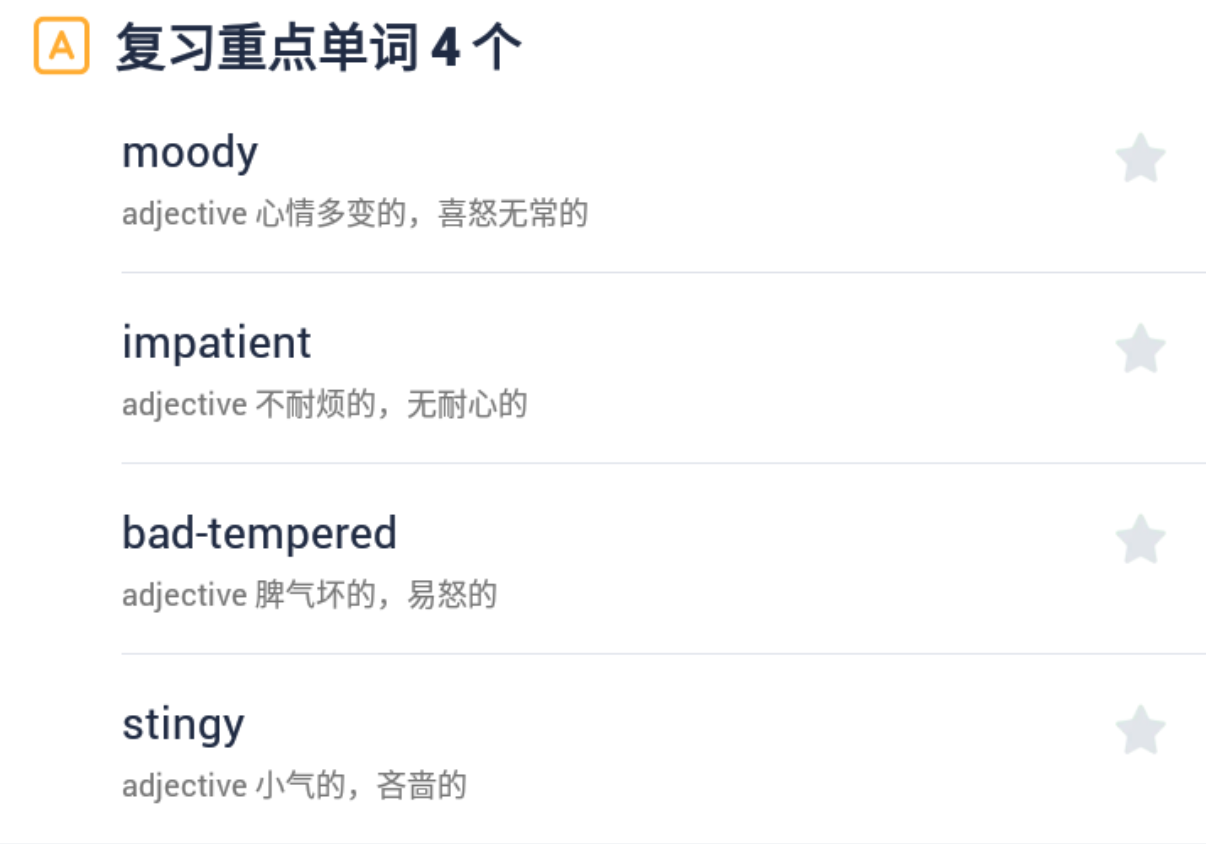 A 复习重点单词 4 个
moody
adjective 心情多变的，喜怒无常的
impatient
adjective 不耐烦的，无耐心的
bad-tempered
adjective 脾气坏的，易怒的
stingy
adjective 小气的，吝啬的